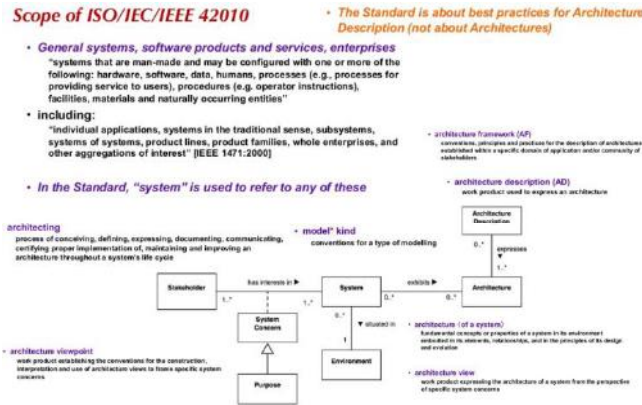 Scope of ISO/IEC/IEEE 42010
• The Standard is about best practices for Architecture
Description (not about Architectures)
• General systems, software products and services, enterprises
"systems that are man-made and may be configured with one or more of the
following: hardware, software, data, humans, processes (e.g., processes for
providing service to users), procedures (e.g. operator instructions),
facilities, materials and naturally occurring entities"
• including:
"individual applications, systems in the traditional sense, subsystems,
systems of systems, product lines, product families, whole enterprises, and
other aggregations of interest" [IEEE 1471:2000]
• In the Standard, "system" is used to refer to any of these
• architecture framework (AF)
conventions, principles and practices for the description of architectures
established within a specific domain of application and/or community of
stakeholders
• architecture description (AD)
work product used to express an architecture
architecting
process of conceiving, defining, expressing, documenting, communicating,
certifying proper implementation of, maintaining and improving an
architecture throughout a system's life cycle
• model* kind
conventions for a type of modelling
Architecture
Description
0..*
expresses
▼
1..*
Stakeholder
has interests in ▶
System
exhibits ▶
Architecture
1..*
1..*
0..*
0..*
System
Concern
0..*
▼ situated in
1
Environment
Purpose
• architecture viewpoint
work product establishing the conventions for the construction,
interpretation and use of architecture views to frame specific system
concerns
• architecture (of a system)
fundamental concepts or properties of a system in its environment
embodied in its elements, relationships, and in the principles of its design
and evolution
• architecture view
work product expressing the architecture of a system from the perspective
of specific system concerns